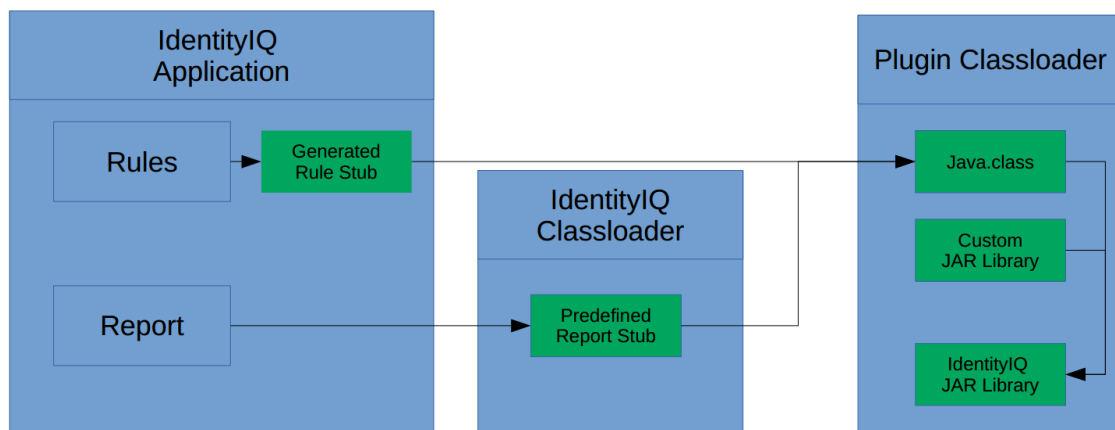 IdentityIQ
Application
Rules
Generated
Rule Stub
Report
IdentityIQ
Classloader
Predefined
Report Stub
Plugin Classloader
Java.class
Custom
JAR Library
IdentityIQ
JAR Library